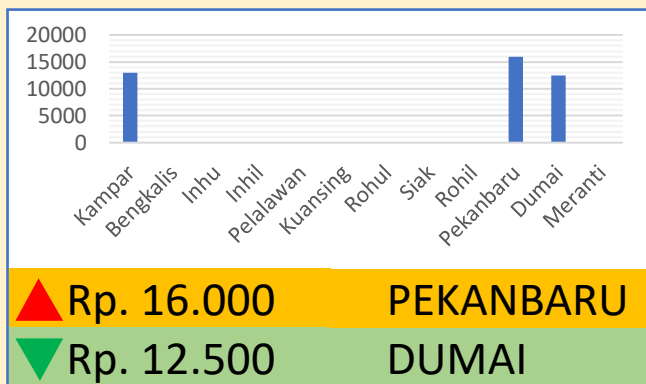 20000
15000
10000
5000
0
Kampar
Bengkalis
Inhu
Inhil
Pelalawan
Kuansing
Rohul
Siak
Rohil
Pekanbaru
Dumai
Meranti
Rp. 16.000 PEKANBARU
Rp. 12.500 DUMAI